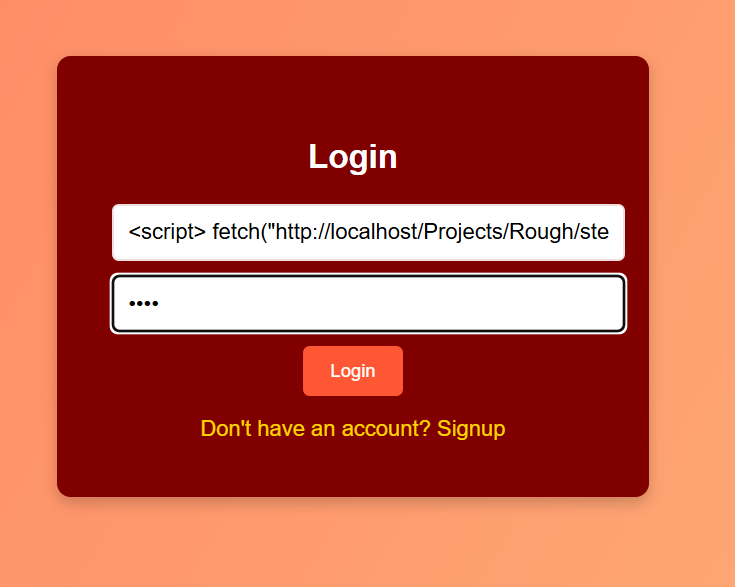 Login
<script> fetch("http://localhost/Projects/Rough/ste
••••
Login
Don't have an account? Signup